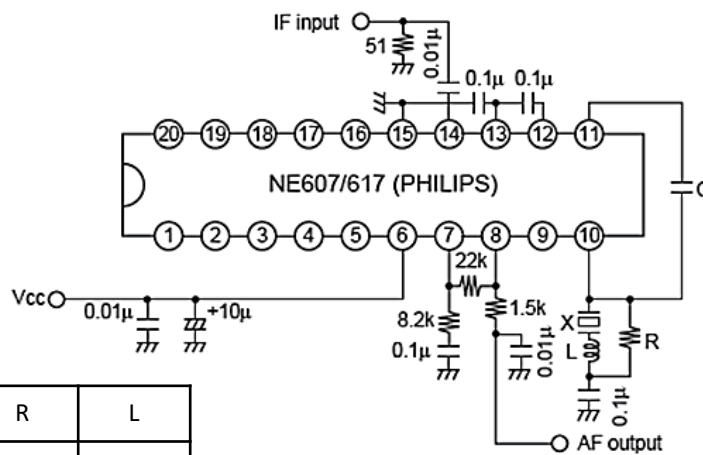 IF input
51
0.01μ
0.1μ
0.1μ
20 19 18 17 16 15 14 13 12 11
NE607/617 (PHILIPS)
1 2 3 4 5 6 7 8 9 10
22k
Vcc
0.01μ
+10μ
8.2k
0.1μ
1.5k
0.01μ
X
L
R
0.1μ
AF output
R L